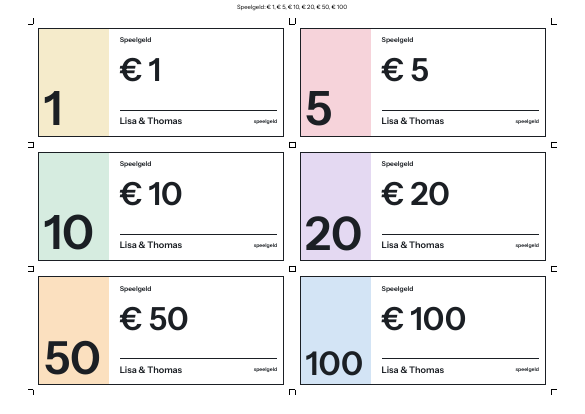 Speelgeld: € 1, € 5, € 10, € 20, € 50, € 100
Speelgeld
€ 1
1
Lisa & Thomas
speelgeld
Speelgeld
€ 5
5
Lisa & Thomas
speelgeld
Speelgeld
€ 10
10
Lisa & Thomas
speelgeld
Speelgeld
€ 20
20
Lisa & Thomas
speelgeld
Speelgeld
€ 50
50
Lisa & Thomas
speelgeld
Speelgeld
€ 100
100
Lisa & Thomas
speelgeld